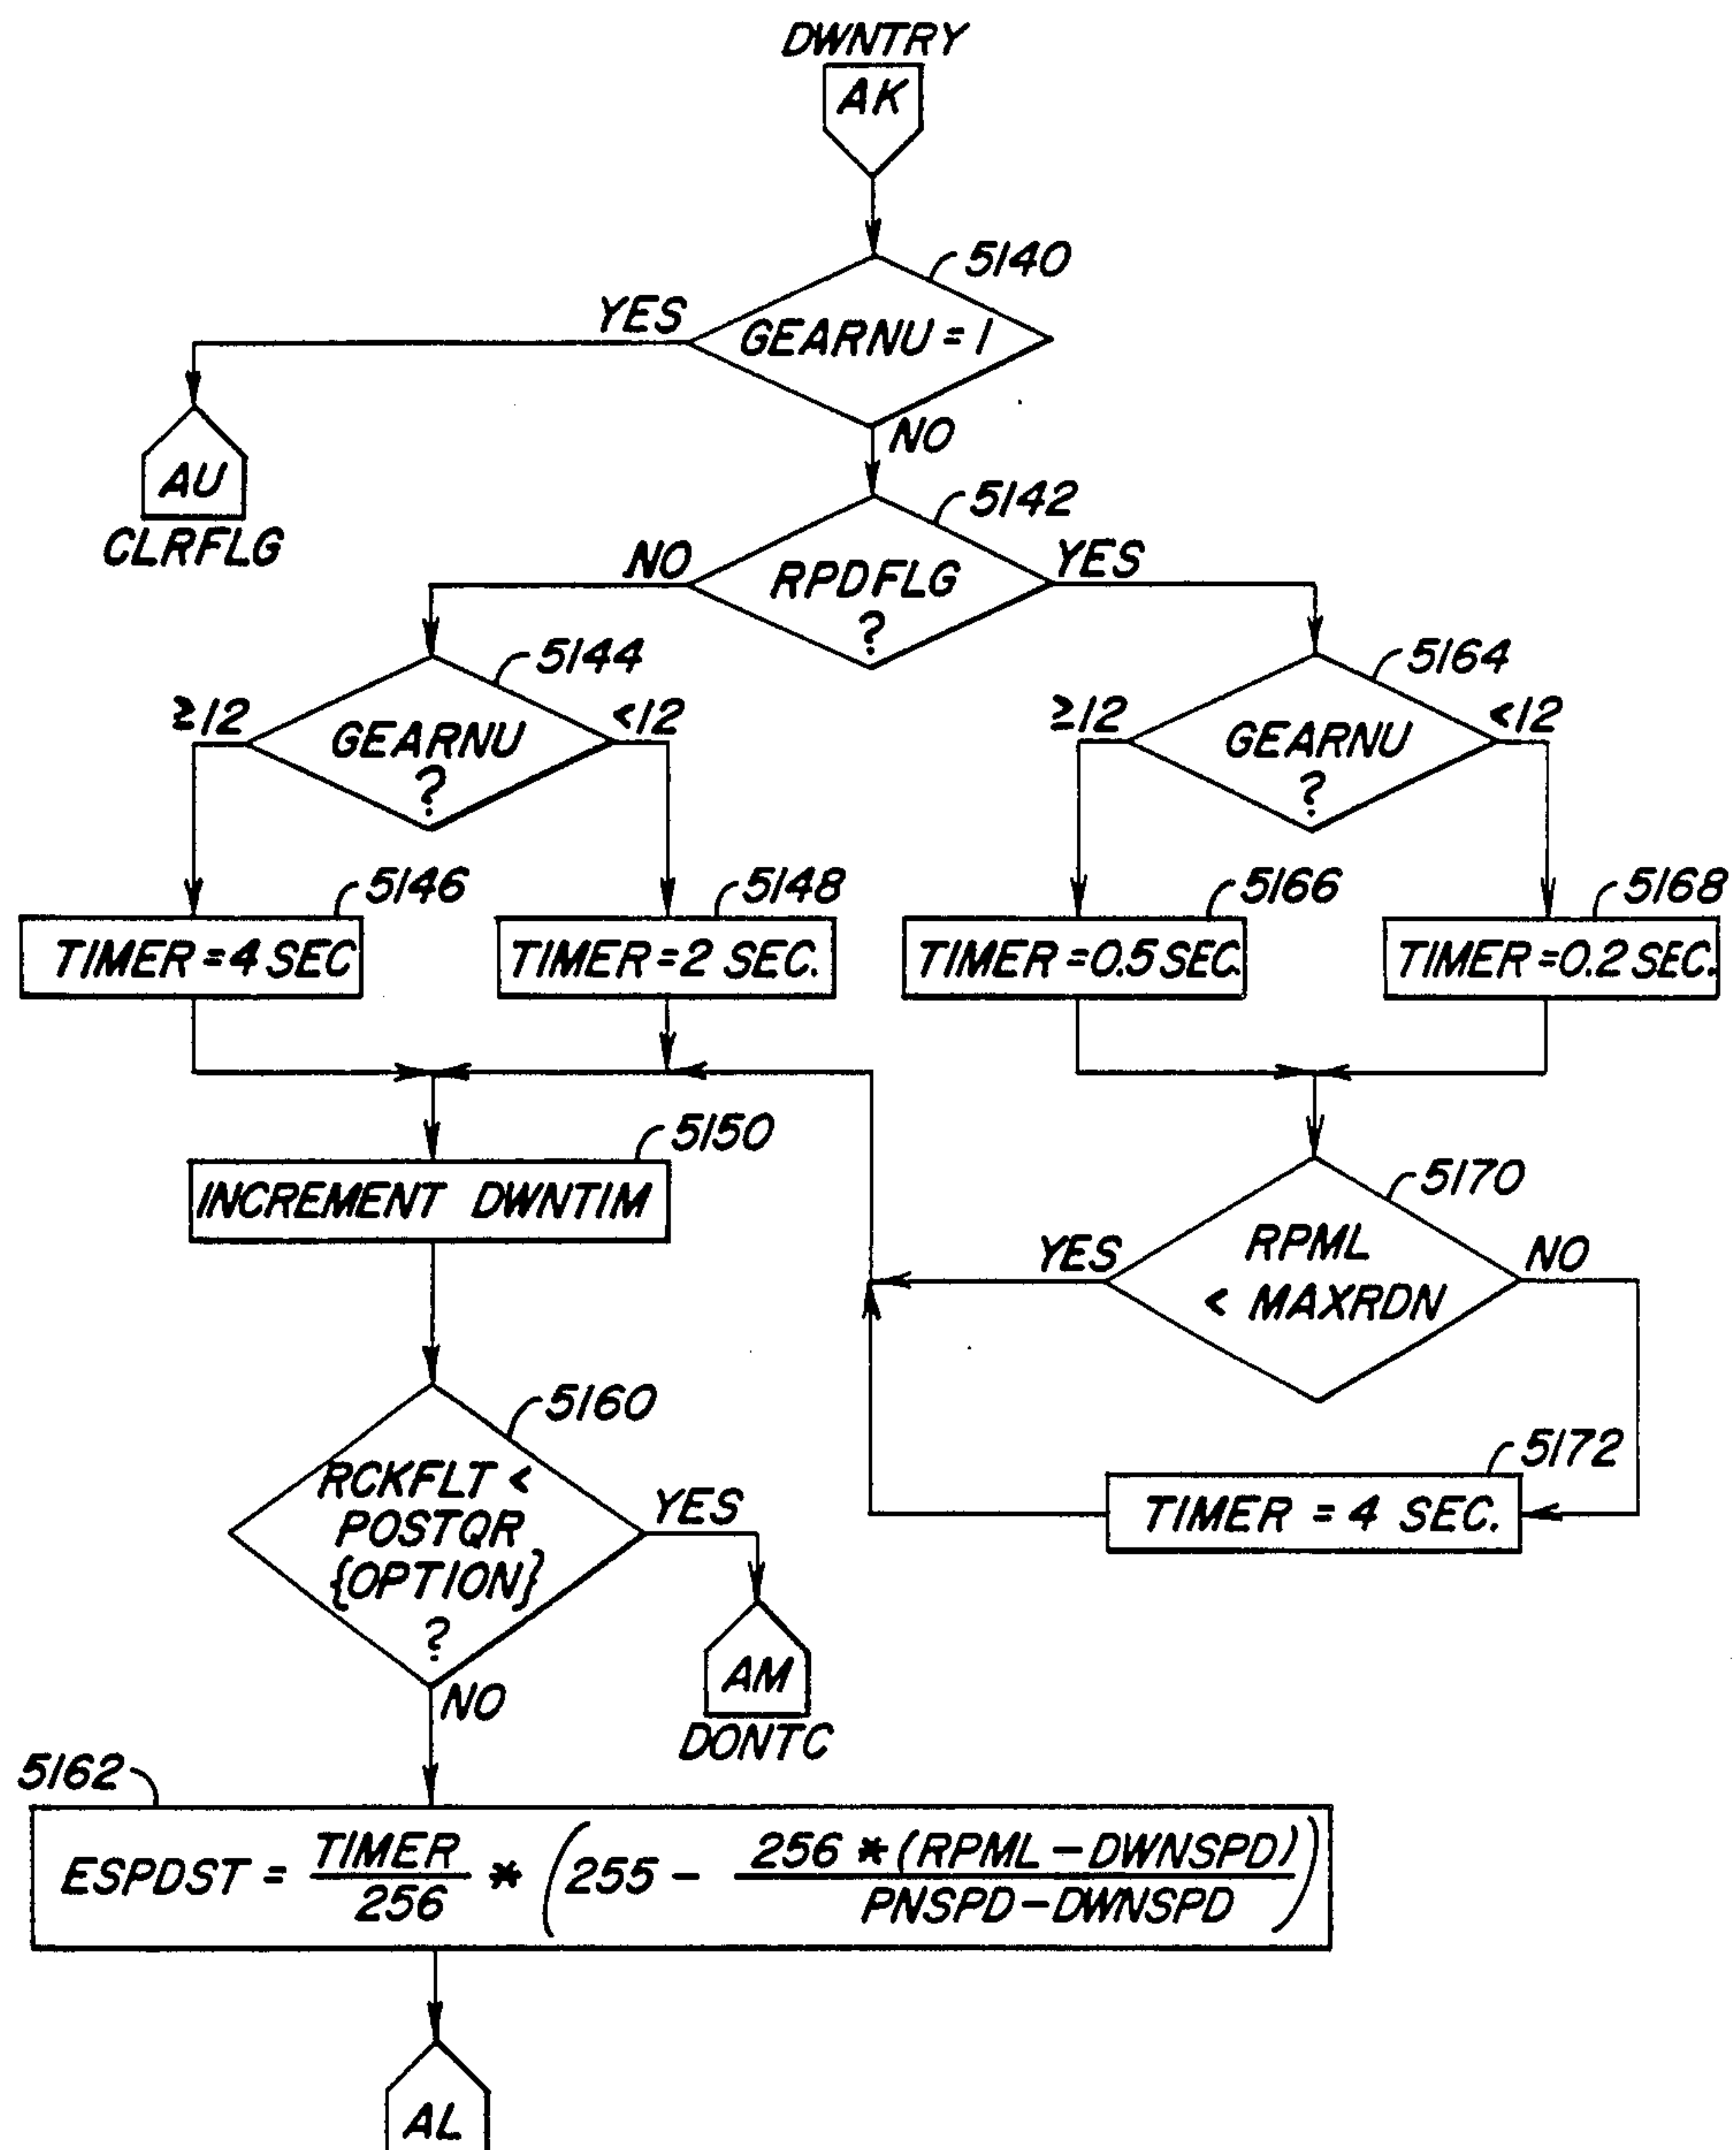 DWNTRY
AK
5140
YES
GEARNU = 1
NO
AU
CLRFLG
5142
NO
YES
RPDFLG
?
5144
5164
≥12
<12
≥12
<12
GEARNU
?
GEARNU
?
5146
5148
5166
5168
TIMER = 4 SEC
TIMER = 2 SEC.
TIMER = 0.5 SEC.
TIMER = 0.2 SEC.
5150
INCREMENT DWNTIM
5170
YES
RPML
< MAXRDN
NO
5160
RCKFLT <
POSTQR
{OPTION}
?
YES
5172
TIMER = 4 SEC.
AM
DONTC
NO
5162
ESPDST = TIMER / 256 * (255 - 256 * (RPML - DWNSPD) / PNSPD - DWNSPD)
AL